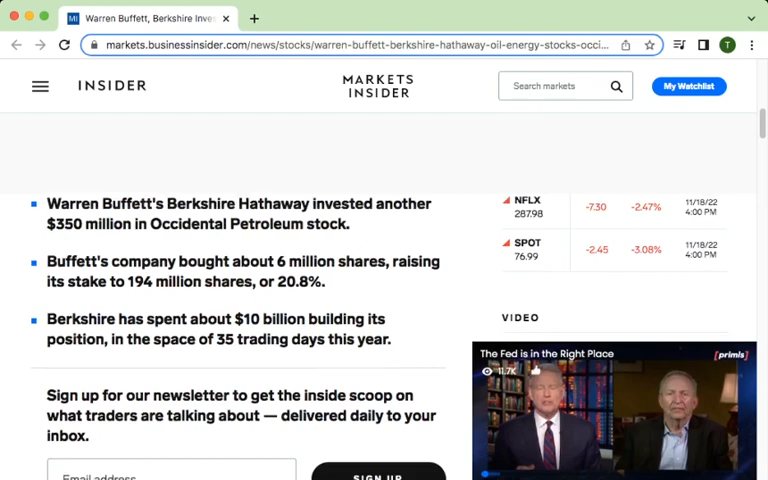 Warren Buffett, Berkshire Inves
markets.businessinsider.com/news/stocks/warren-buffett-berkshire-hathaway-oil-energy-stocks-occi...
T
INSIDER
MARKETS
INSIDER
Search markets
My Watchlist
Warren Buffett's Berkshire Hathaway invested another
$350 million in Occidental Petroleum stock.
Buffett's company bought about 6 million shares, raising
its stake to 194 million shares, or 20.8%.
Berkshire has spent about $10 billion building its
position, in the space of 35 trading days this year.
Sign up for our newsletter to get the inside scoop on
what traders are talking about — delivered daily to your
inbox.
Email address
SIGN UP
NFLX
287.98
-7.30
-2.47%
11/18/22
4:00 PM
SPOT
76.99
-2.45
-3.08%
11/18/22
4:00 PM
VIDEO
The Fed is in the Right Place
[primis]
11.7K